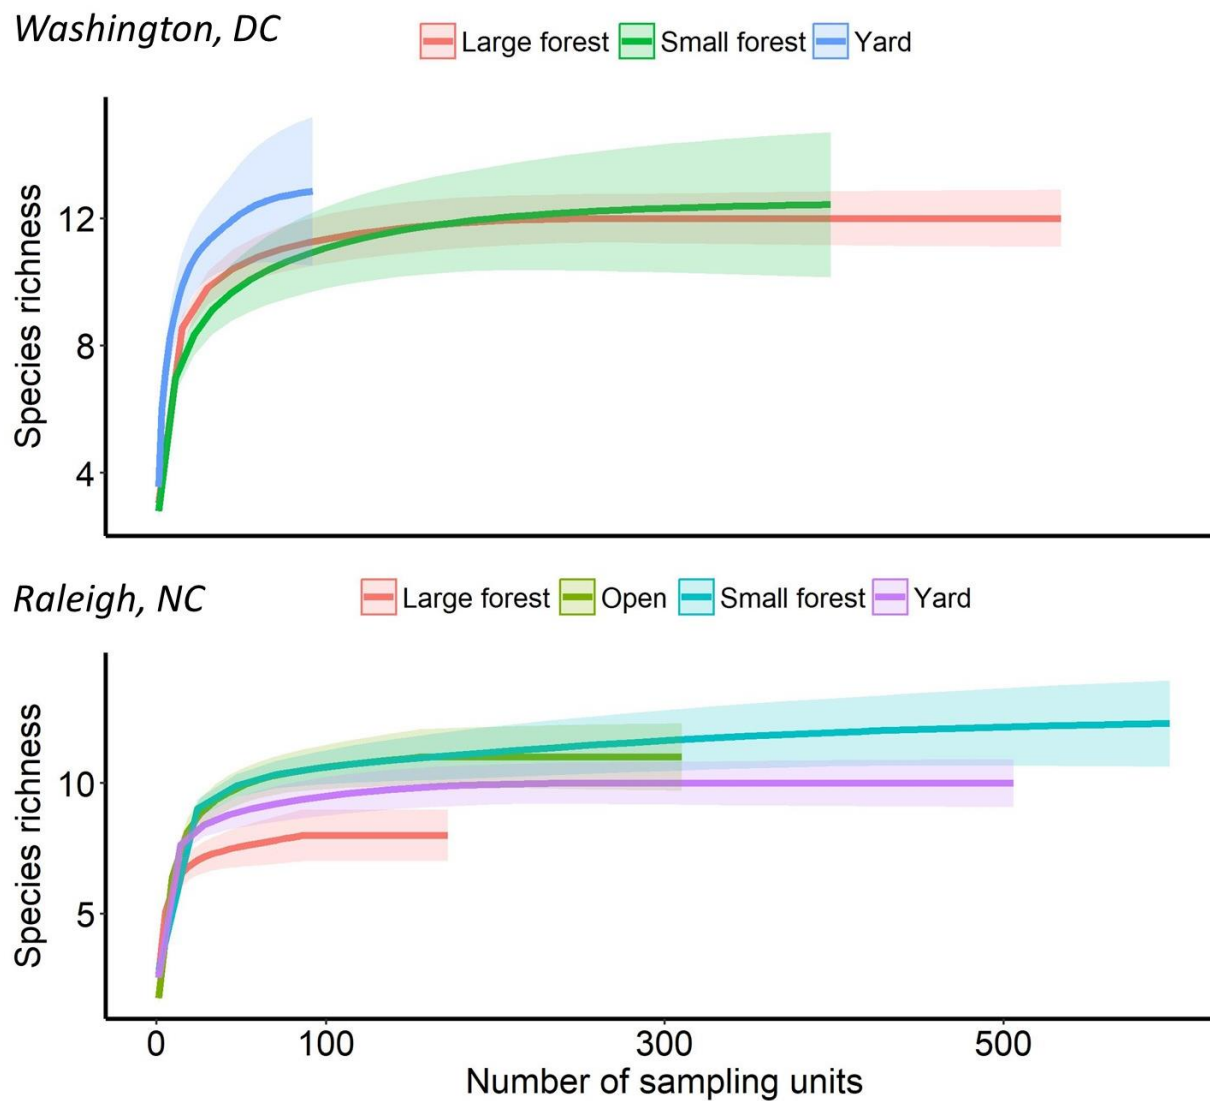 Washington, DC
Large forest Small forest Yard
Species richness
12
8
4
Raleigh, NC
Large forest Open Small forest Yard
Species richness
10
5
0 100 300 500
Number of sampling units